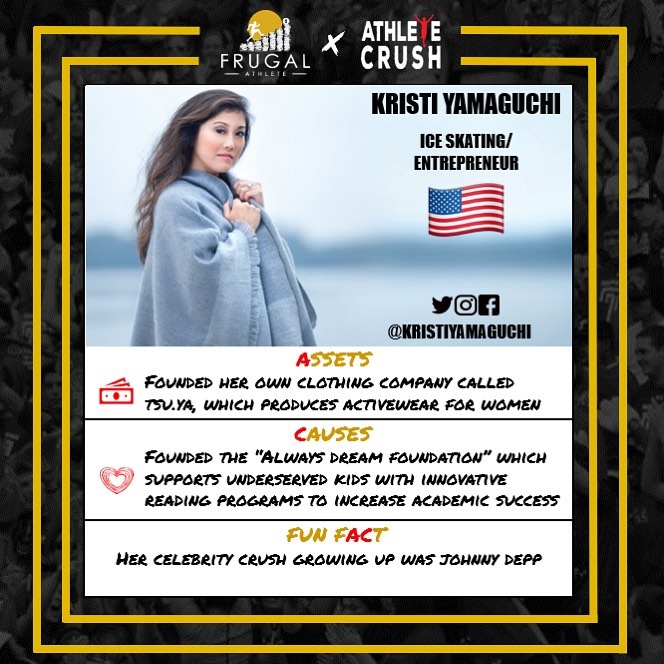 FRUGAL
ATHLETE
X
ATHLETE
CRUSH
KRISTI YAMAGUCHI
ICE SKATING/
ENTREPRENEUR
@KRISTIYAMAGUCHI
ASSETS
FOUNDED HER OWN CLOTHING COMPANY CALLED
TSU.YA, WHICH PRODUCES ACTIVEWEAR FOR WOMEN
CAUSES
FOUNDED THE "ALWAYS DREAM FOUNDATION" WHICH
SUPPORTS UNDERSERVED KIDS WITH INNOVATIVE
READING PROGRAMS TO INCREASE ACADEMIC SUCCESS
FUN FACT
HER CELEBRITY CRUSH GROWING UP WAS JOHNNY DEPP